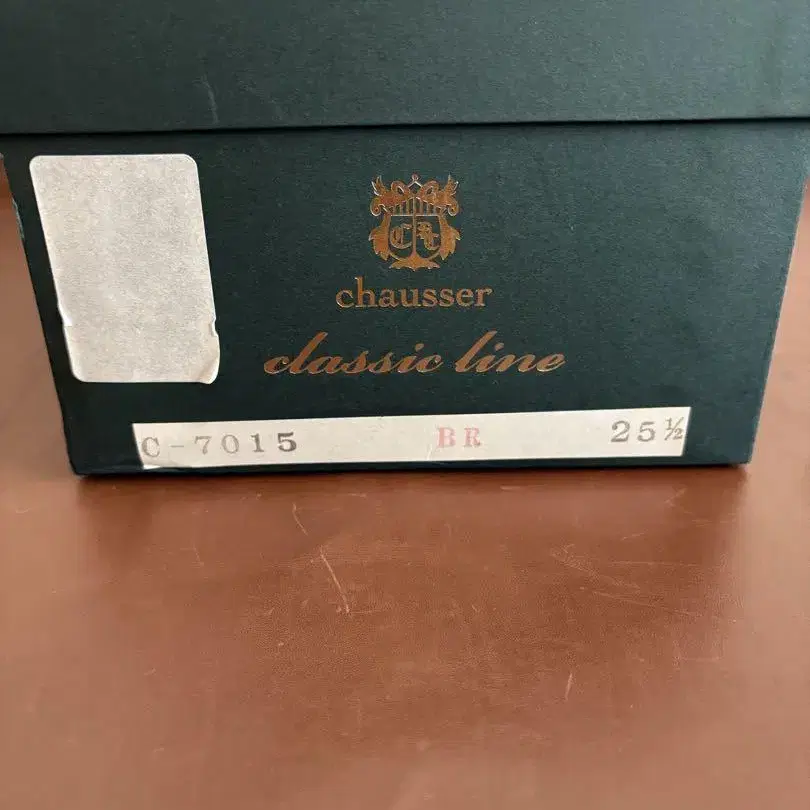 chausser
classic line
C-7015 BR 25½